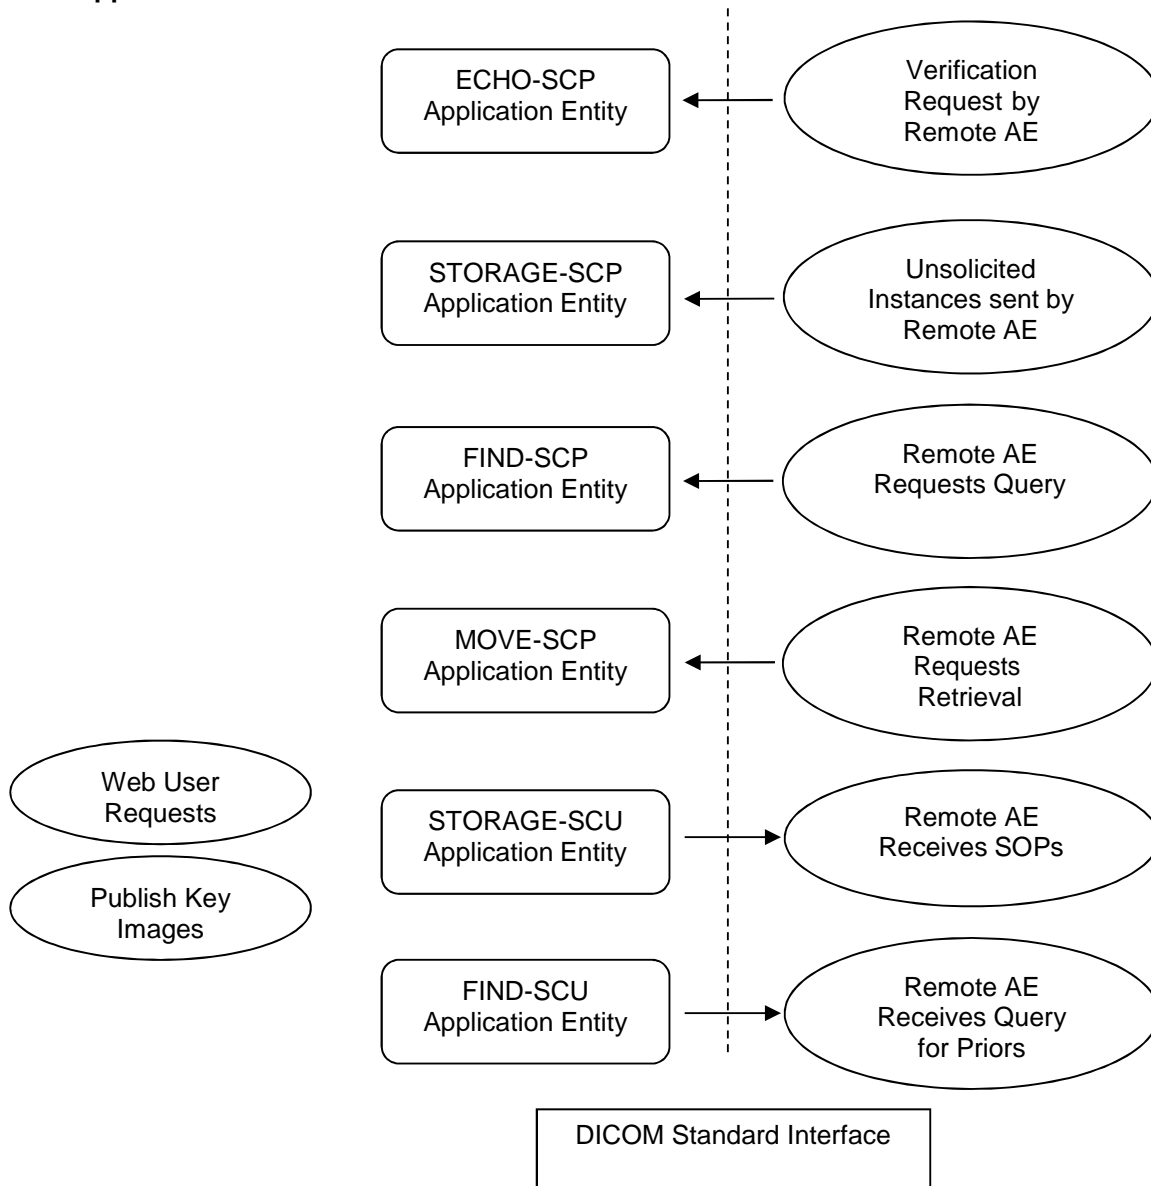 ECHO-SCP
Application Entity
Verification
Request by
Remote AE
STORAGE-SCP
Application Entity
Unsolicited
Instances sent by
Remote AE
FIND-SCP
Application Entity
Remote AE
Requests Query
MOVE-SCP
Application Entity
Remote AE
Requests
Retrieval
Web User
Requests
STORAGE-SCU
Application Entity
Remote AE
Receives SOPs
Publish Key
Images
FIND-SCU
Application Entity
Remote AE
Receives Query
for Priors
DICOM Standard Interface